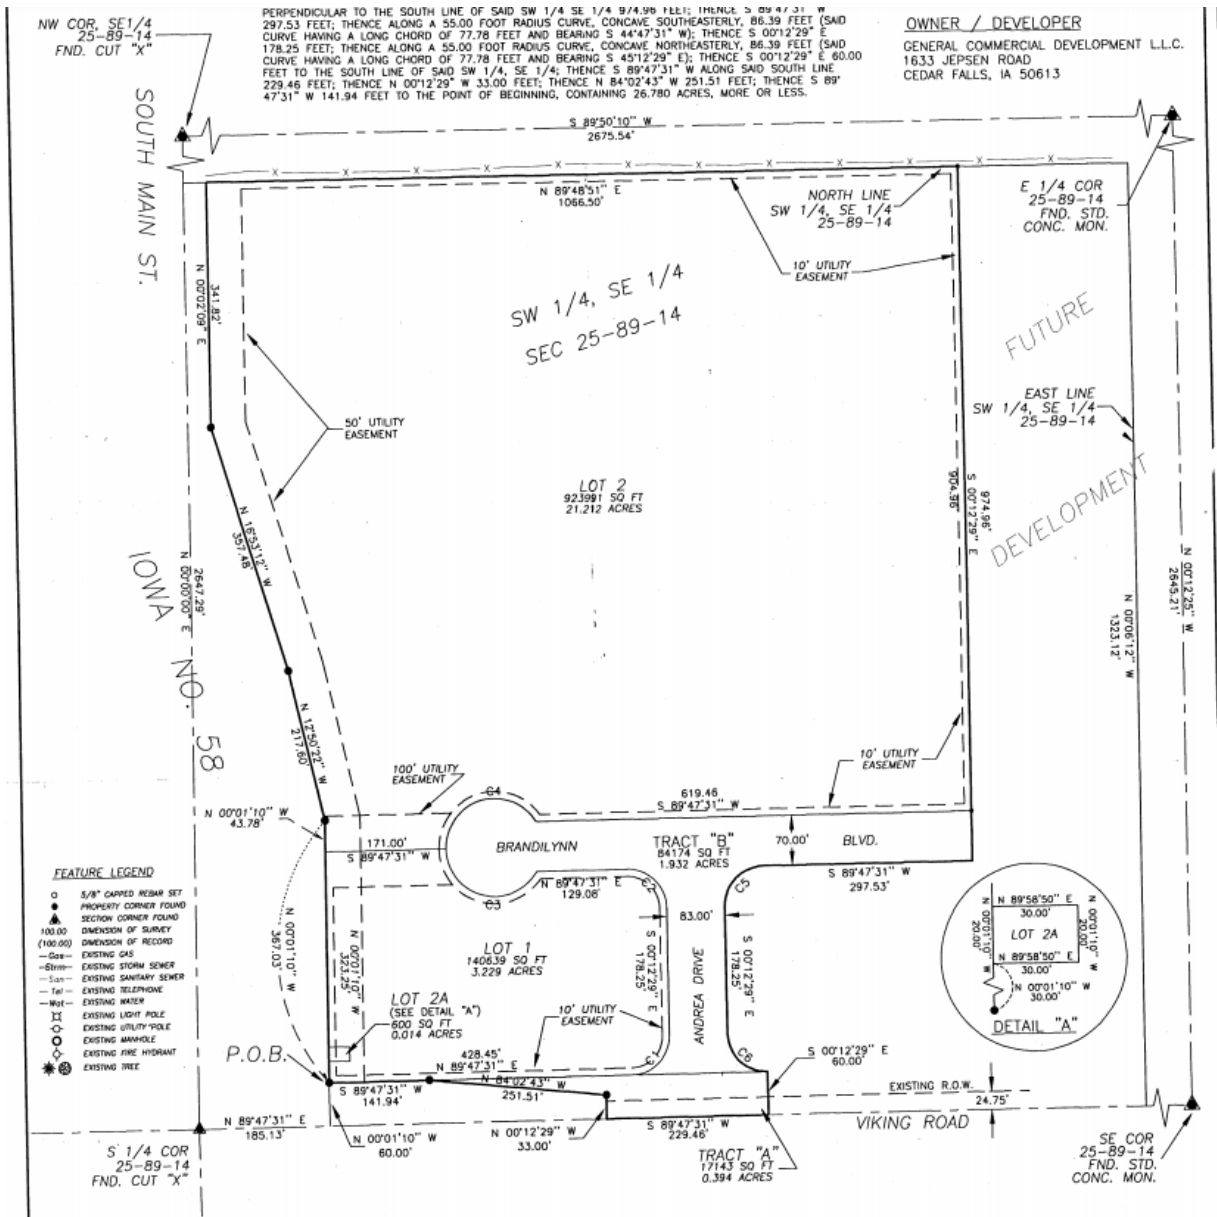 PERPENDICULAR TO THE SOUTH LINE OF SAID SW 1/4 SE 1/4 974.96 FEET; THENCE S 89°47'31" W
297.53 FEET; THENCE ALONG A 55.00 FOOT RADIUS CURVE, CONCAVE SOUTHEASTERLY, 86.39 FEET (SAID
CURVE HAVING A LONG CHORD OF 77.78 FEET AND BEARING S 44°47'31" W); THENCE S 00°12'29" E
178.25 FEET; THENCE ALONG A 55.00 FOOT RADIUS CURVE, CONCAVE NORTHEASTERLY, 86.39 FEET (SAID
CURVE HAVING A LONG CHORD OF 77.78 FEET AND BEARING S 45°12'29" E); THENCE S 00°12'29" E 60.00
FEET TO THE SOUTH LINE OF SAID SW 1/4, SE 1/4; THENCE S 89°47'31" W ALONG SAID SOUTH LINE
229.46 FEET; THENCE N 00°12'29" W 33.00 FEET; THENCE N 84°02'43" W 251.51 FEET; THENCE S 89°
47'31" W 141.94 FEET TO THE POINT OF BEGINNING, CONTAINING 26.780 ACRES, MORE OR LESS.
OWNER / DEVELOPER
GENERAL COMMERCIAL DEVELOPMENT L.L.C.
1633 JEPSEN ROAD
CEDAR FALLS, IA 50613
NW COR, SE1/4
25-89-14
FND. CUT "X"
SOUTH MAIN ST.
S 89°50'10" W
2675.54'
N 89°48'51" E
1066.50'
NORTH LINE
SW 1/4, SE 1/4
25-89-14
E 1/4 COR
25-89-14
FND. STD.
CONC. MON.
10' UTILITY
EASEMENT
SW 1/4, SE 1/4
SEC 25-89-14
341.82'
N 00°02'09" E
FUTURE
DEVELOPMENT
EAST LINE
SW 1/4, SE 1/4
25-89-14
50' UTILITY
EASEMENT
LOT 2
923991 SQ FT
21.212 ACRES
904.96'
974.96'
S 00°12'29" E
N 16°53'12" W
357.48'
IOWA NO. 58
2647.29'
N 00°00'00" E
N 00°12'25" W
2645.21'
N 00°06'12" W
1323.12'
N 12°50'22" W
217.60'
10' UTILITY
EASEMENT
100' UTILITY
EASEMENT
C4
619.46
S 89°47'31" W
N 00°01'10" W
43.78'
171.00'
S 89°47'31" W
BRANDILYNN
TRACT "B"
84174 SQ FT
1.932 ACRES
70.00'
BLVD.
S 89°47'31" W
297.53'
N 89°47'31" E
129.08'
C2
C5
C3
83.00'
FEATURE LEGEND
5/8" CAPPED REBAR SET
PROPERTY CORNER FOUND
SECTION CORNER FOUND
100.00 DIMENSION OF SURVEY
(100.00) DIMENSION OF RECORD
Gas EXISTING GAS
Strm EXISTING STORM SEWER
San EXISTING SANITARY SEWER
Tel EXISTING TELEPHONE
Wat EXISTING WATER
EXISTING LIGHT POLE
EXISTING UTILITY POLE
EXISTING MANHOLE
EXISTING FIRE HYDRANT
EXISTING TREE
N 00°01'10" W
367.03'
N 00°01'10" W
323.25'
LOT 1
140639 SQ FT
3.229 ACRES
S 00°12'29" E
178.25'
ANDREA DRIVE
S 00°12'29" E
178.25'
LOT 2A
(SEE DETAIL "A")
600 SQ FT
0.014 ACRES
10' UTILITY
EASEMENT
N 89°58'50" E
30.00'
N 00°01'10" W
20.00'
LOT 2A
N 00°01'10" W
20.00'
N 89°58'50" E
30.00'
N 00°01'10" W
30.00'
DETAIL "A"
P.O.B.
428.45'
N 89°47'31" E
C1
C6
S 00°12'29" E
60.00'
S 89°47'31" W
141.94'
N 84°02'43" W
251.51'
EXISTING R.O.W.
24.75'
N 89°47'31" E
185.13'
N 00°01'10" W
60.00'
N 00°12'29" W
33.00'
S 89°47'31" W
229.46'
VIKING ROAD
S 1/4 COR
25-89-14
FND. CUT "X"
TRACT "A"
17143 SQ FT
0.394 ACRES
SE COR
25-89-14
FND. STD.
CONC. MON.